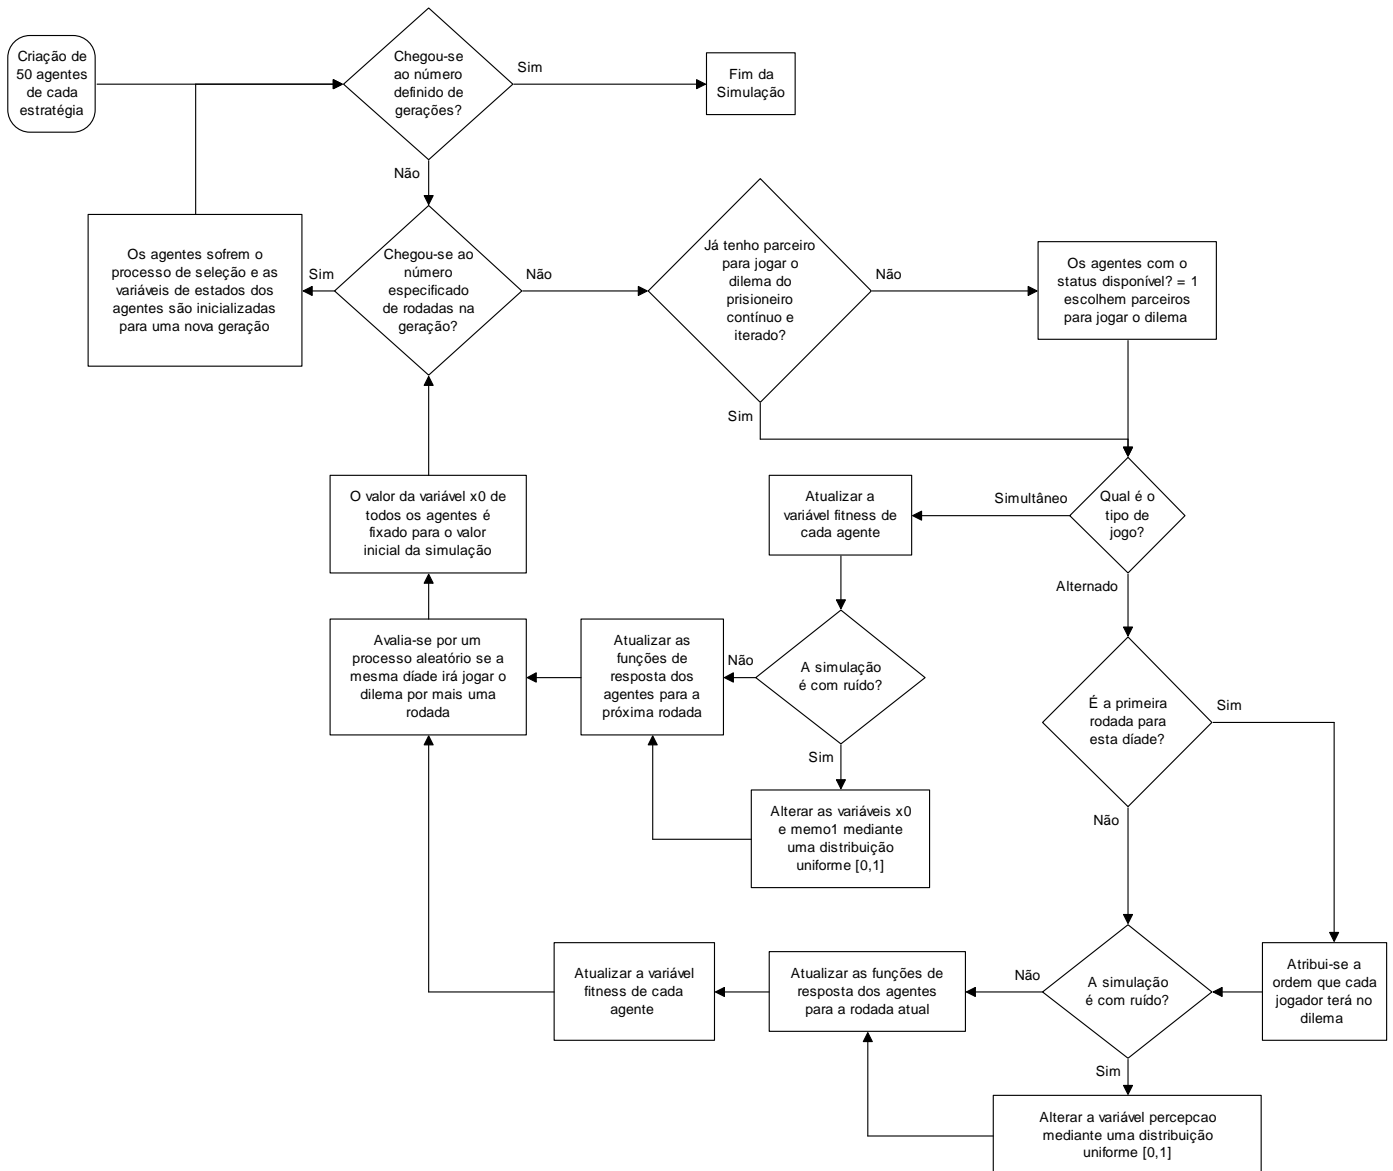 Criação de
50 agentes
de cada
estratégia
Chegou-se
ao número
definido de
gerações?
Sim
Fim da
Simulação
Não
Os agentes sofrem o
processo de seleção e as
variáveis de estados dos
agentes são inicializadas
para uma nova geração
Sim
Chegou-se ao
número
especificado
de rodadas na
geração?
Não
Já tenho parceiro
para jogar o
dilema do
prisioneiro
contínuo e
iterado?
Não
Os agentes com o
status disponível? = 1
escolhem parceiros
para jogar o dilema
Sim
O valor da variável x0 de
todos os agentes é
fixado para o valor
inicial da simulação
Atualizar a
variável fitness de
cada agente
Simultâneo
Qual é o
tipo de
jogo?
Alternado
Avalia-se por um
processo aleatório se a
mesma díade irá jogar o
dilema por mais uma
rodada
Atualizar as
funções de
resposta dos
agentes para a
próxima rodada
Não
A simulação
é com ruído?
Sim
É a primeira
rodada para
esta díade?
Sim
Não
Alterar as variáveis x0
e memo1 mediante
uma distribuição
uniforme [0,1]
Atualizar a variável
fitness de cada
agente
Atualizar as funções de
resposta dos agentes
para a rodada atual
Não
A simulação
é com ruído?
Atribui-se a
ordem que cada
jogador terá no
dilema
Sim
Alterar a variável percepcao
mediante uma distribuição
uniforme [0,1]